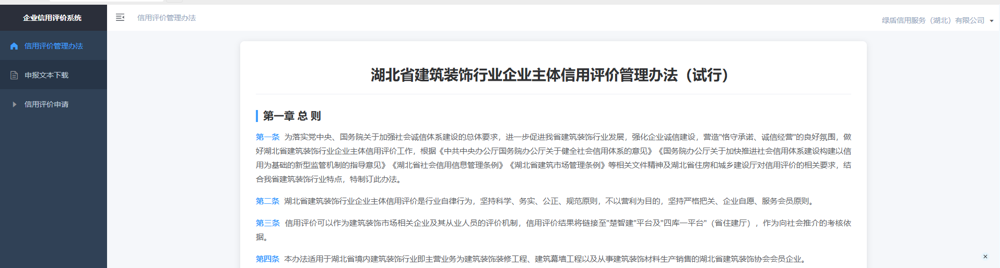 企业信用评价系统
信用评价管理办法
绿盾信用服务（湖北）有限公司
信用评价管理办法
申报文本下载
信用评价申请
湖北省建筑装饰行业企业主体信用评价管理办法（试行）
第一章 总 则
第一条 为落实党中央、国务院关于加强社会诚信体系建设的总体要求，进一步促进我省建筑装饰行业发展，强化企业诚信建设，营造"恪守承诺、诚信经营"的良好氛围，做
好湖北省建筑装饰行业企业主体信用评价工作，根据《中共中央办公厅国务院办公厅关于健全社会信用体系的意见》《国务院办公厅关于加快推进社会信用体系建设构建以信
用为基础的新型监管机制的指导意见》《湖北省社会信用信息管理条例》《湖北省建筑市场管理条例》等相关文件精神及湖北省住房和城乡建设厅对信用评价的相关要求，结
合我省建筑装饰行业特点，特制订此办法。
第二条 湖北省建筑装饰行业企业主体信用评价是行业自律行为，坚持科学、务实、公正、规范原则，不以营利为目的，坚持严格把关、企业自愿、服务会员原则。
第三条 信用评价可以作为建筑装饰市场相关企业及其从业人员的评价机制，信用评价结果将链接至"楚智建"平台及"四库一平台"（省住建厅），作为向社会推介的考核依
据。
第四条 本办法适用于湖北省境内建筑装饰行业即主营业务为建筑装饰装修工程、建筑幕墙工程以及从事建筑装饰材料生产销售的湖北省建筑装饰协会会员企业。